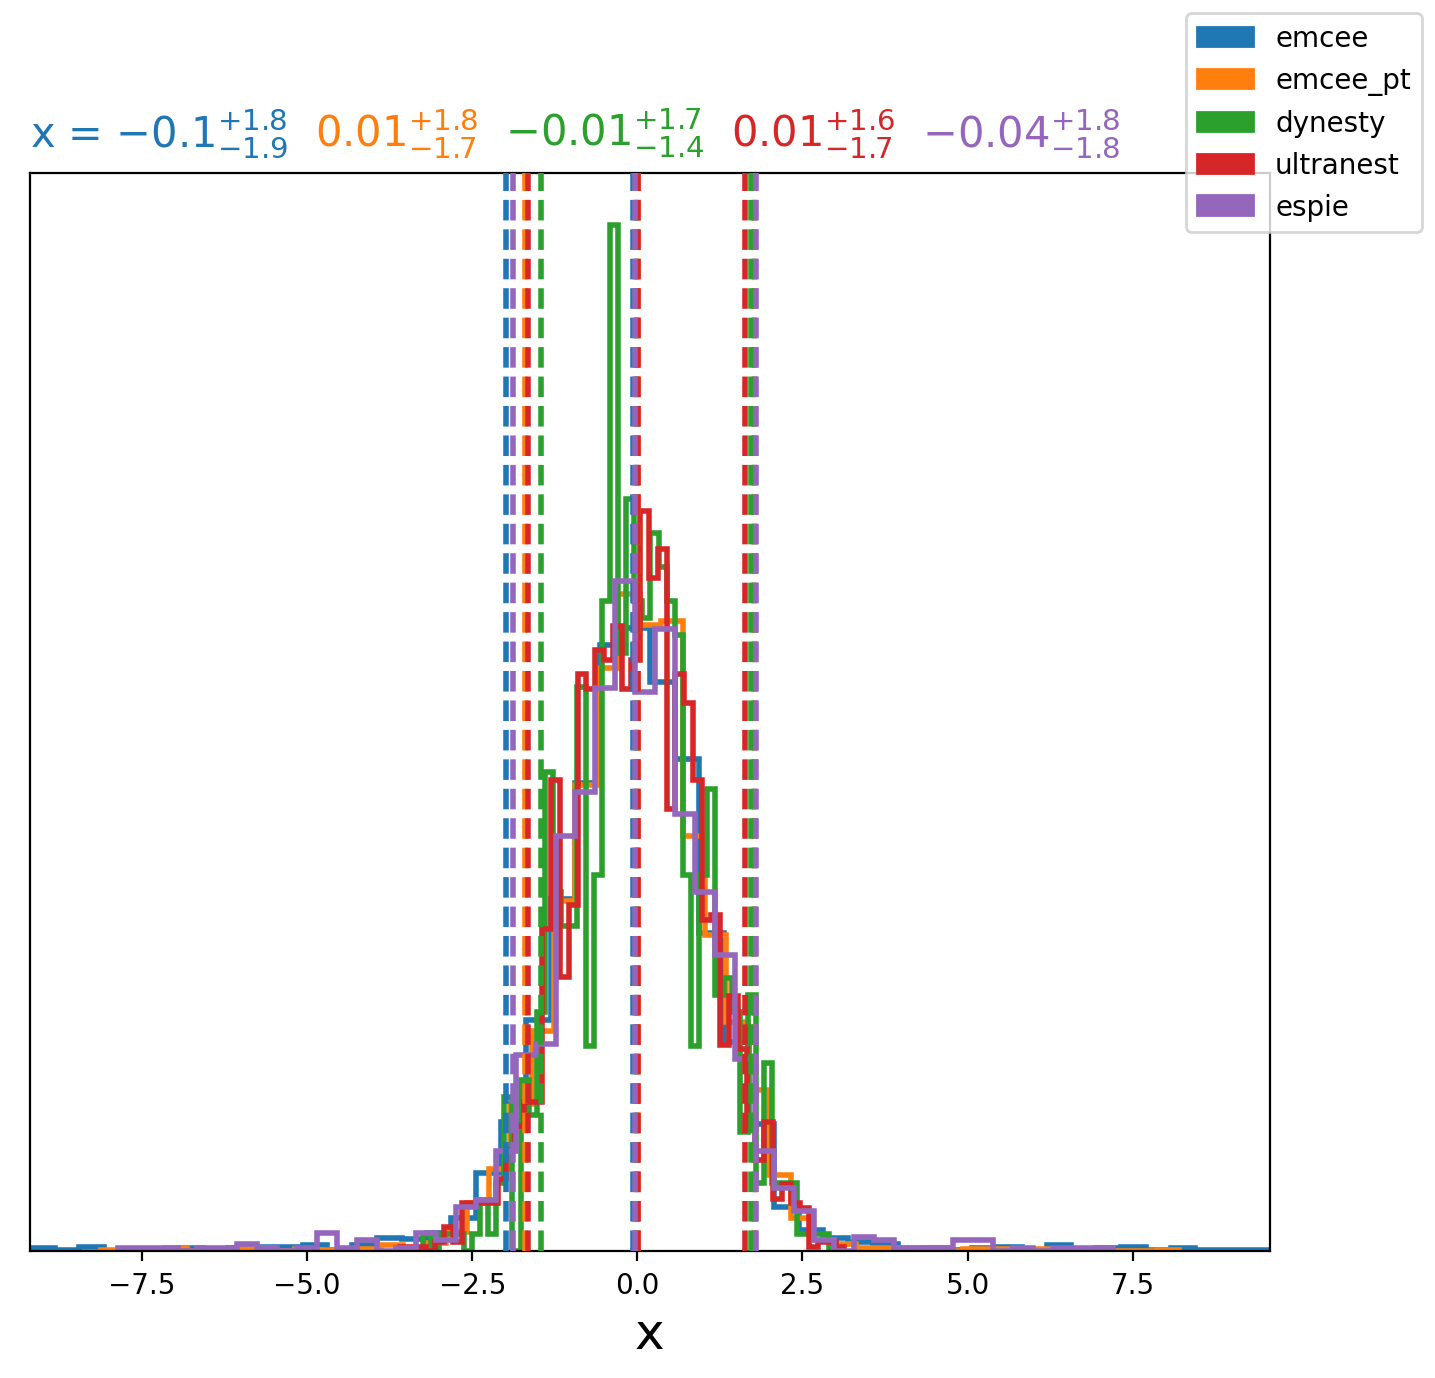 emcee
emcee_pt
dynesty
ultranest
espie
x = −0.1 +1.8 −1.9 0.01 +1.8 −1.7 −0.01 +1.7 −1.4 0.01 +1.6 −1.7 −0.04 +1.8 −1.8
−7.5 −5.0 −2.5 0.0 2.5 5.0 7.5
x